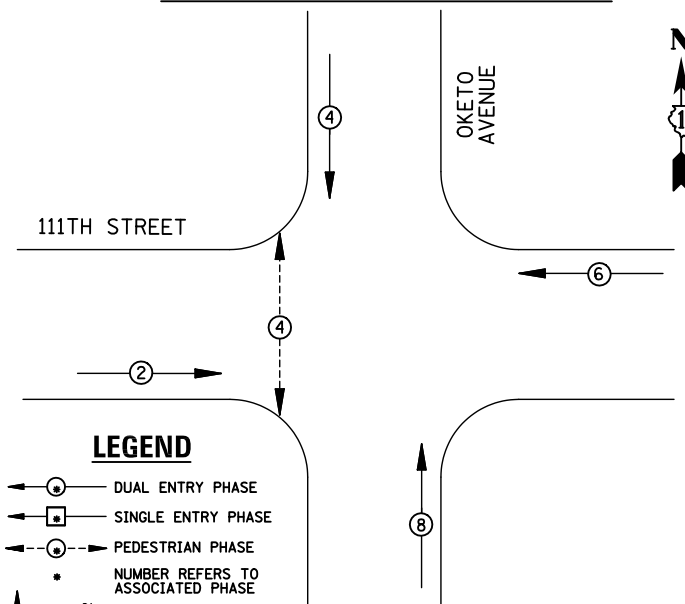 N
1
OKETO
AVENUE
4
111TH STREET
6
4
2
LEGEND
* DUAL ENTRY PHASE
* SINGLE ENTRY PHASE
* PEDESTRIAN PHASE
* NUMBER REFERS TO
ASSOCIATED PHASE
8